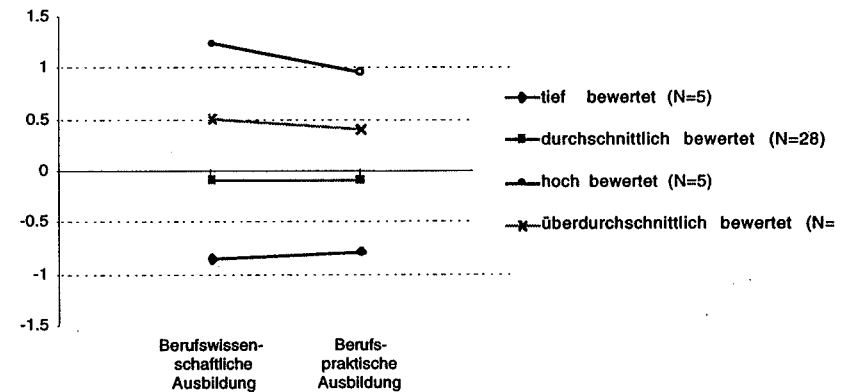 1.5
1
0.5
0
-0.5
-1
-1.5
Berufswissen-
schaftliche
Ausbildung
Berufs-
praktische
Ausbildung
tief bewertet (N=5)
durchschnittlich bewertet (N=28)
hoch bewertet (N=5)
überdurchschnittlich bewertet (N=